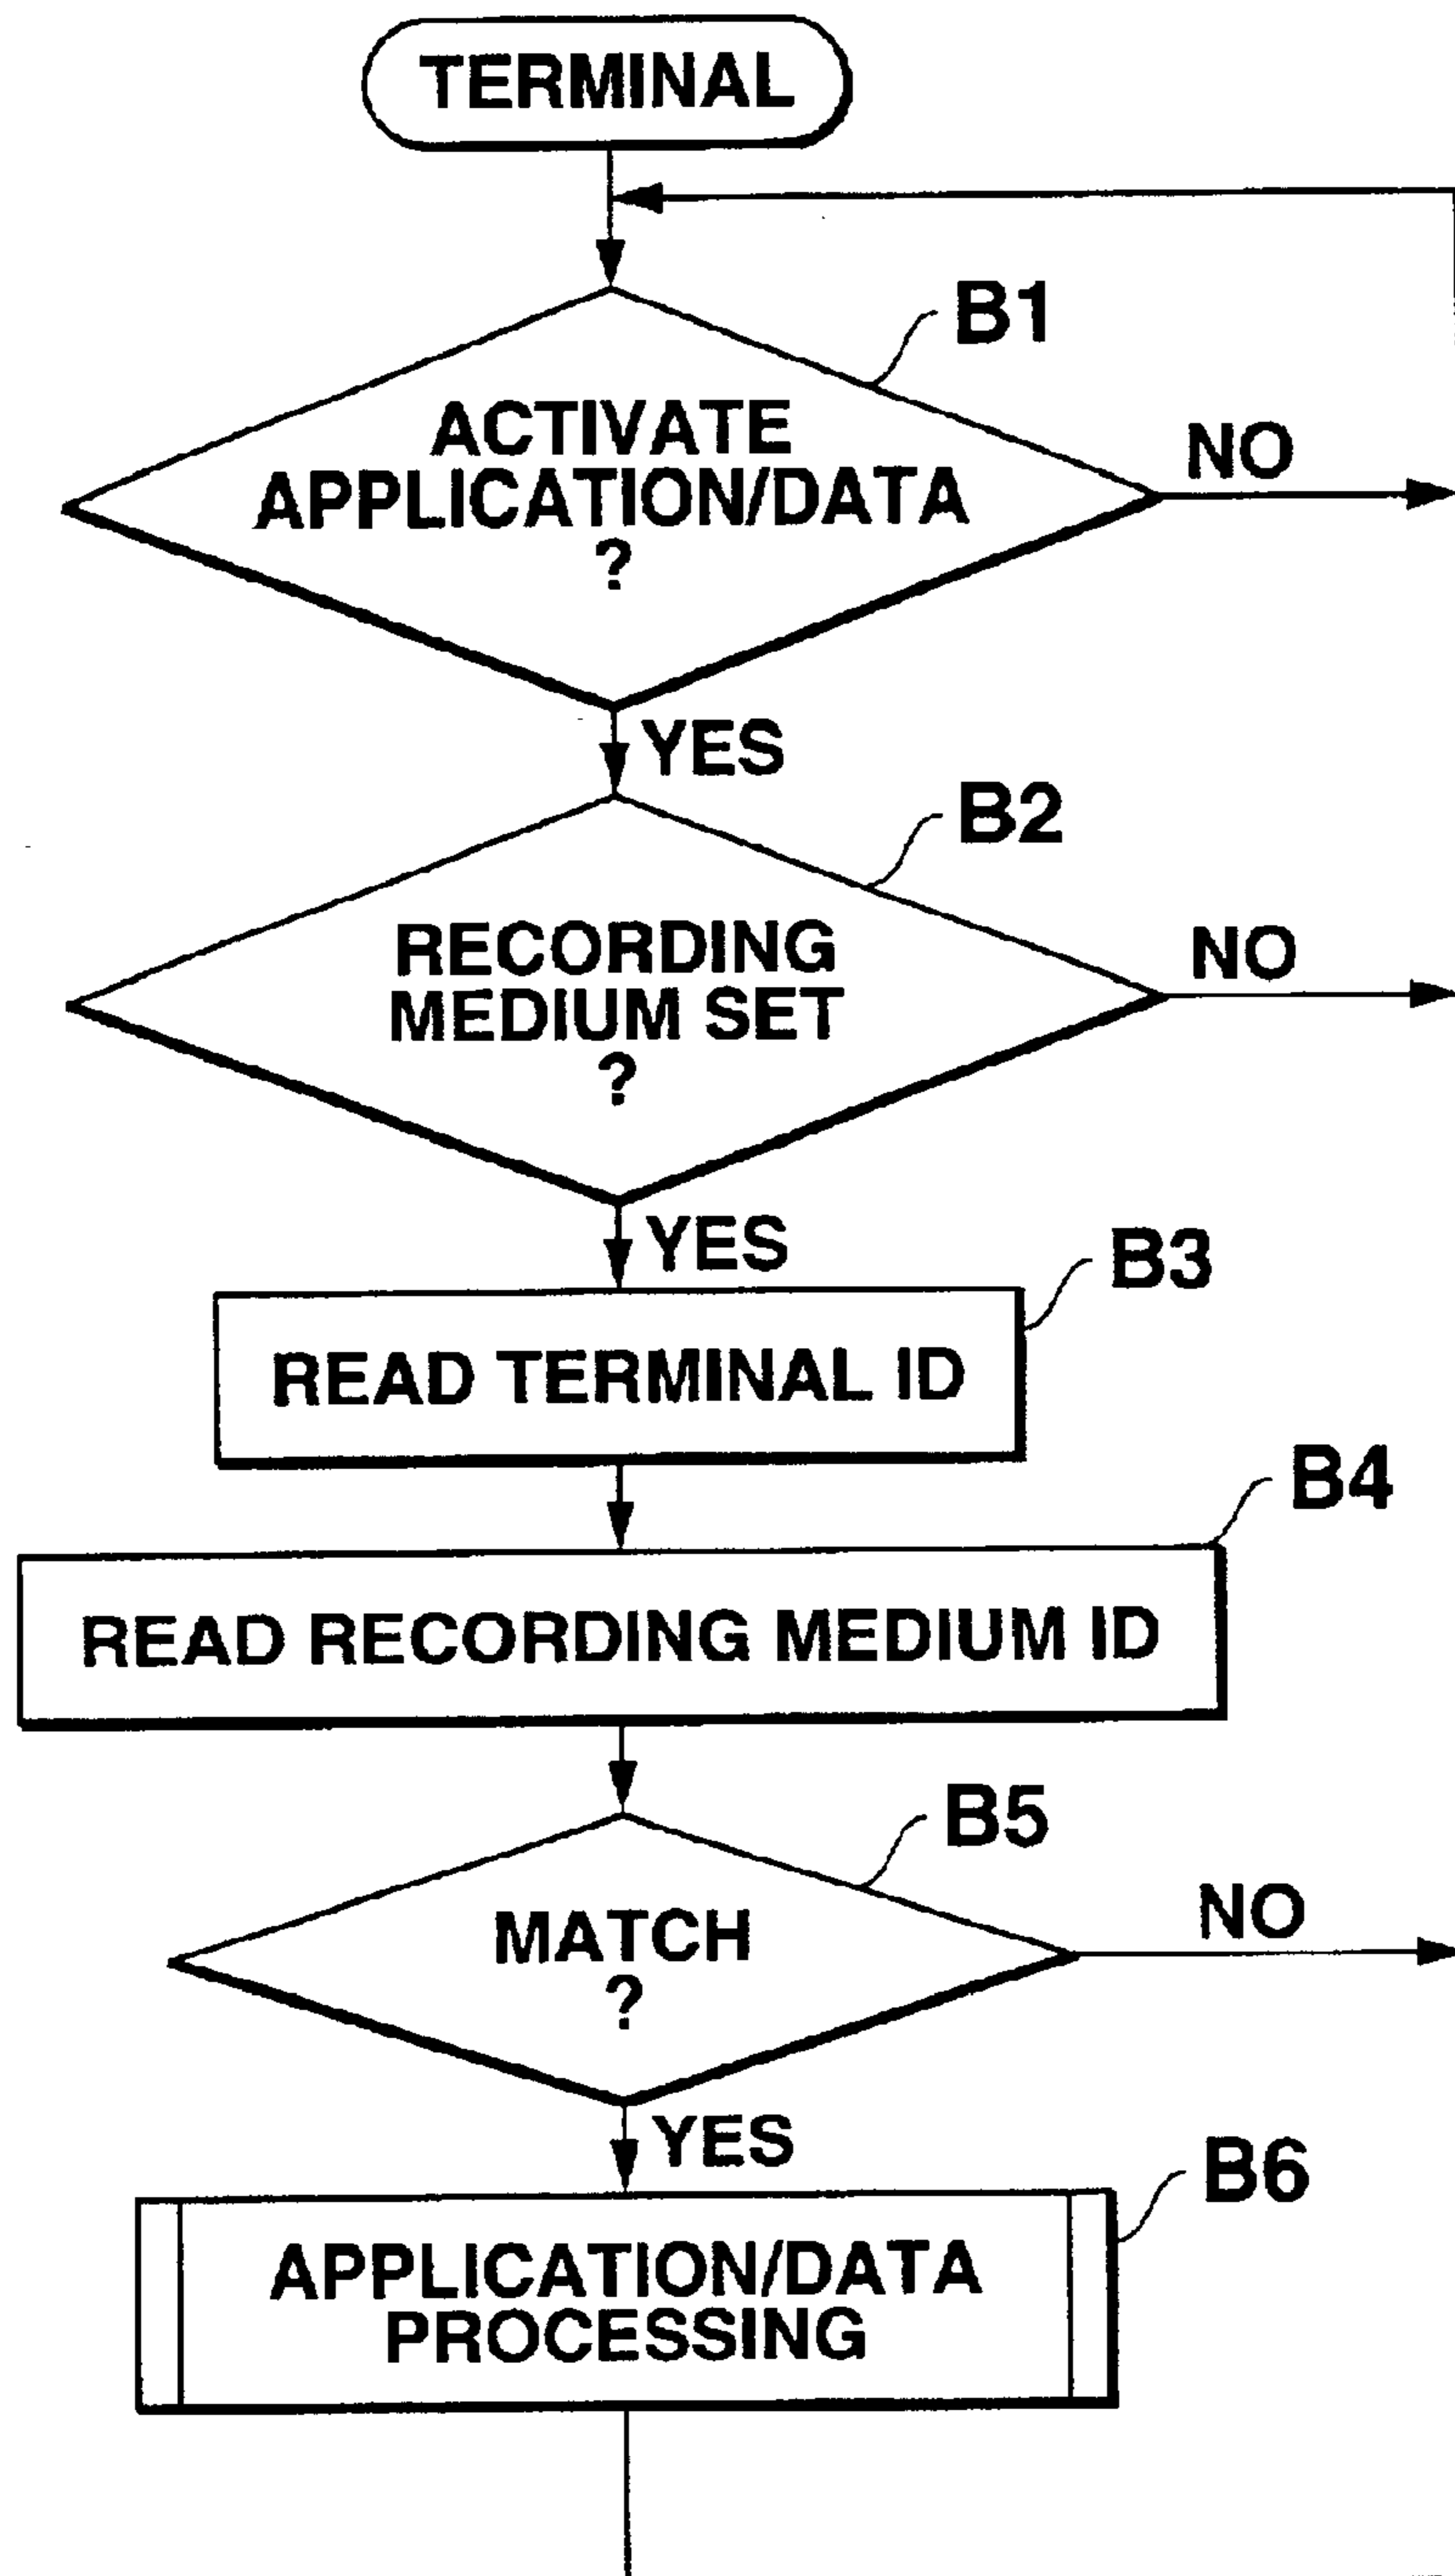 TERMINAL
B1
ACTIVATE
APPLICATION/DATA
?
NO
YES
B2
RECORDING
MEDIUM SET
?
NO
YES
B3
READ TERMINAL ID
B4
READ RECORDING MEDIUM ID
B5
MATCH
?
NO
YES
B6
APPLICATION/DATA
PROCESSING